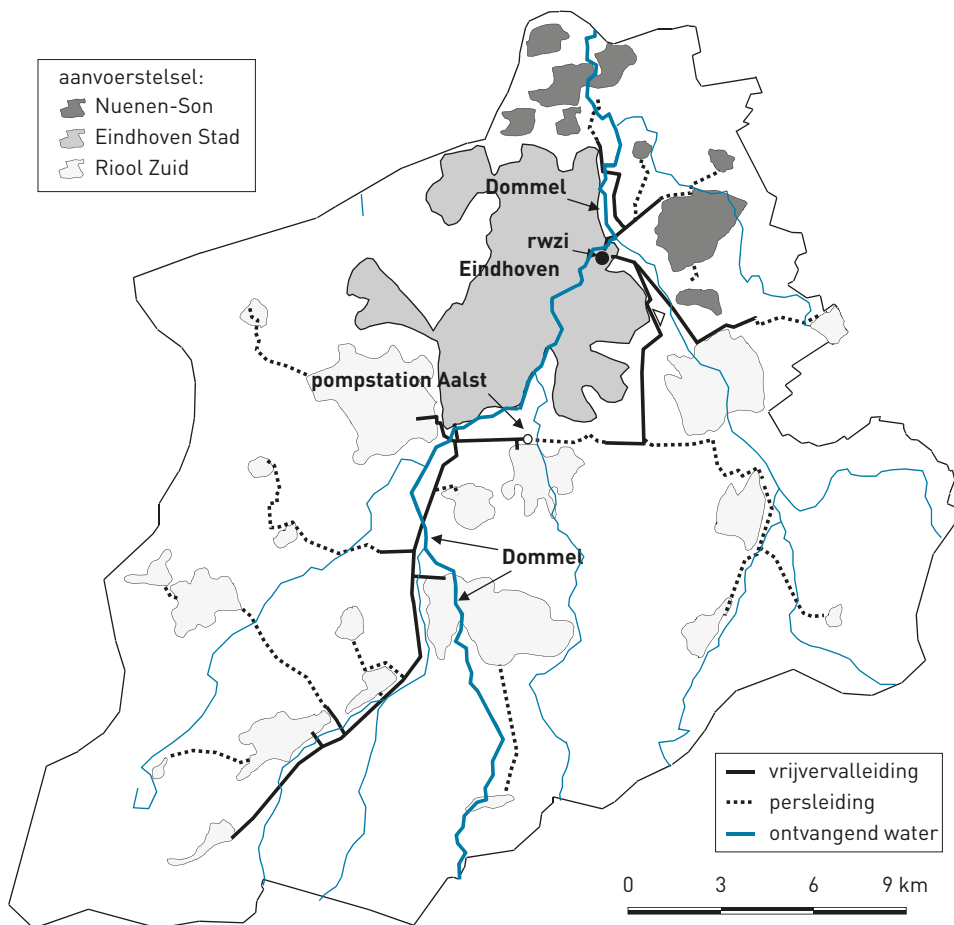 aanvoerstelsel:
Nuenen-Son
Eindhoven Stad
Riool Zuid
Dommel
rwzi
Eindhoven
pompstation Aalst
Dommel
vrijvervalleiding
persleiding
ontvangend water
0 3 6 9 km